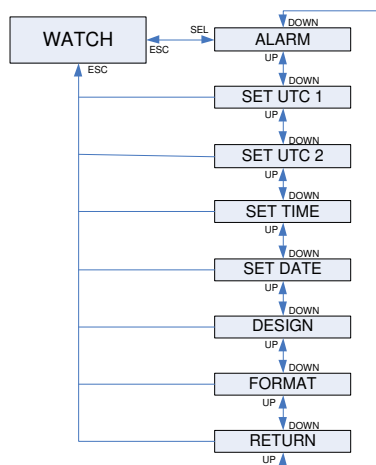 DOWN
WATCH
SEL
ESC
ALARM
ESC
UP
DOWN
SET UTC 1
UP
DOWN
SET UTC 2
UP
DOWN
SET TIME
UP
DOWN
SET DATE
UP
DOWN
DESIGN
UP
DOWN
FORMAT
UP
DOWN
RETURN
UP